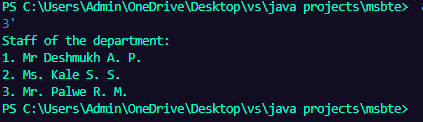 PS C:\Users\Admin\OneDrive\Desktop\vs\java projects\msbte>
3'
Staff of the department:
1. Mr Deshmukh A. P.
2. Ms. Kale S. S.
3. Mr. Palwe R. M.
PS C:\Users\Admin\OneDrive\Desktop\vs\java projects\msbte>